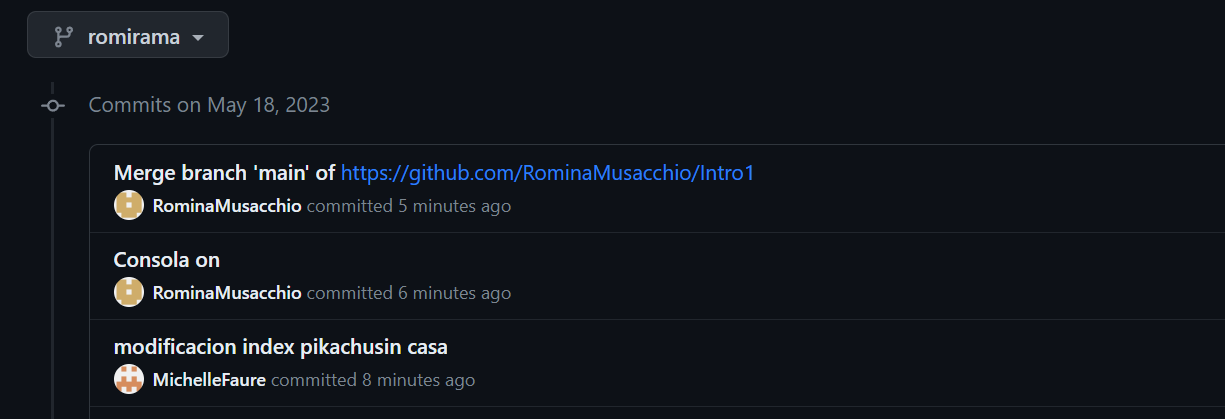 romirama
Commits on May 18, 2023
Merge branch 'main' of https://github.com/RominaMusacchio/Intro1
RominaMusacchio committed 5 minutes ago
Consola on
RominaMusacchio committed 6 minutes ago
modificacion index pikachusin casa
MichelleFaure committed 8 minutes ago